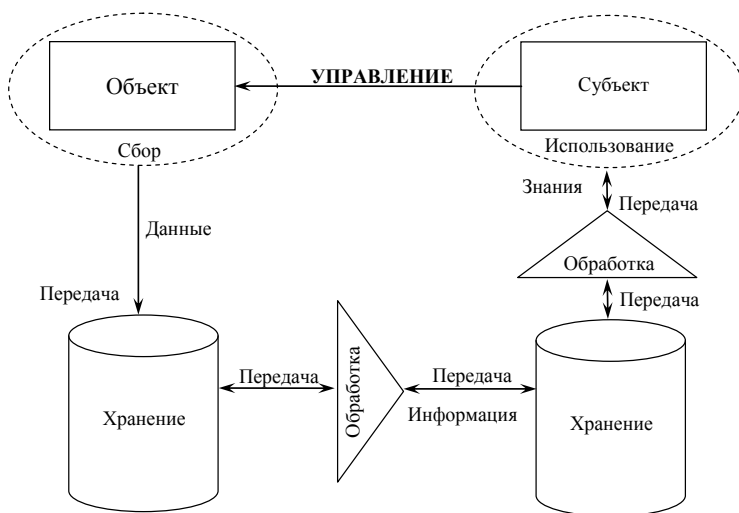 Объект
УПРАВЛЕНИЕ
Субъект
Сбор
Использование
Знания
Передача
Данные
Обработка
Передача
Передача
Передача
Обработка
Передача
Хранение
Информация
Хранение